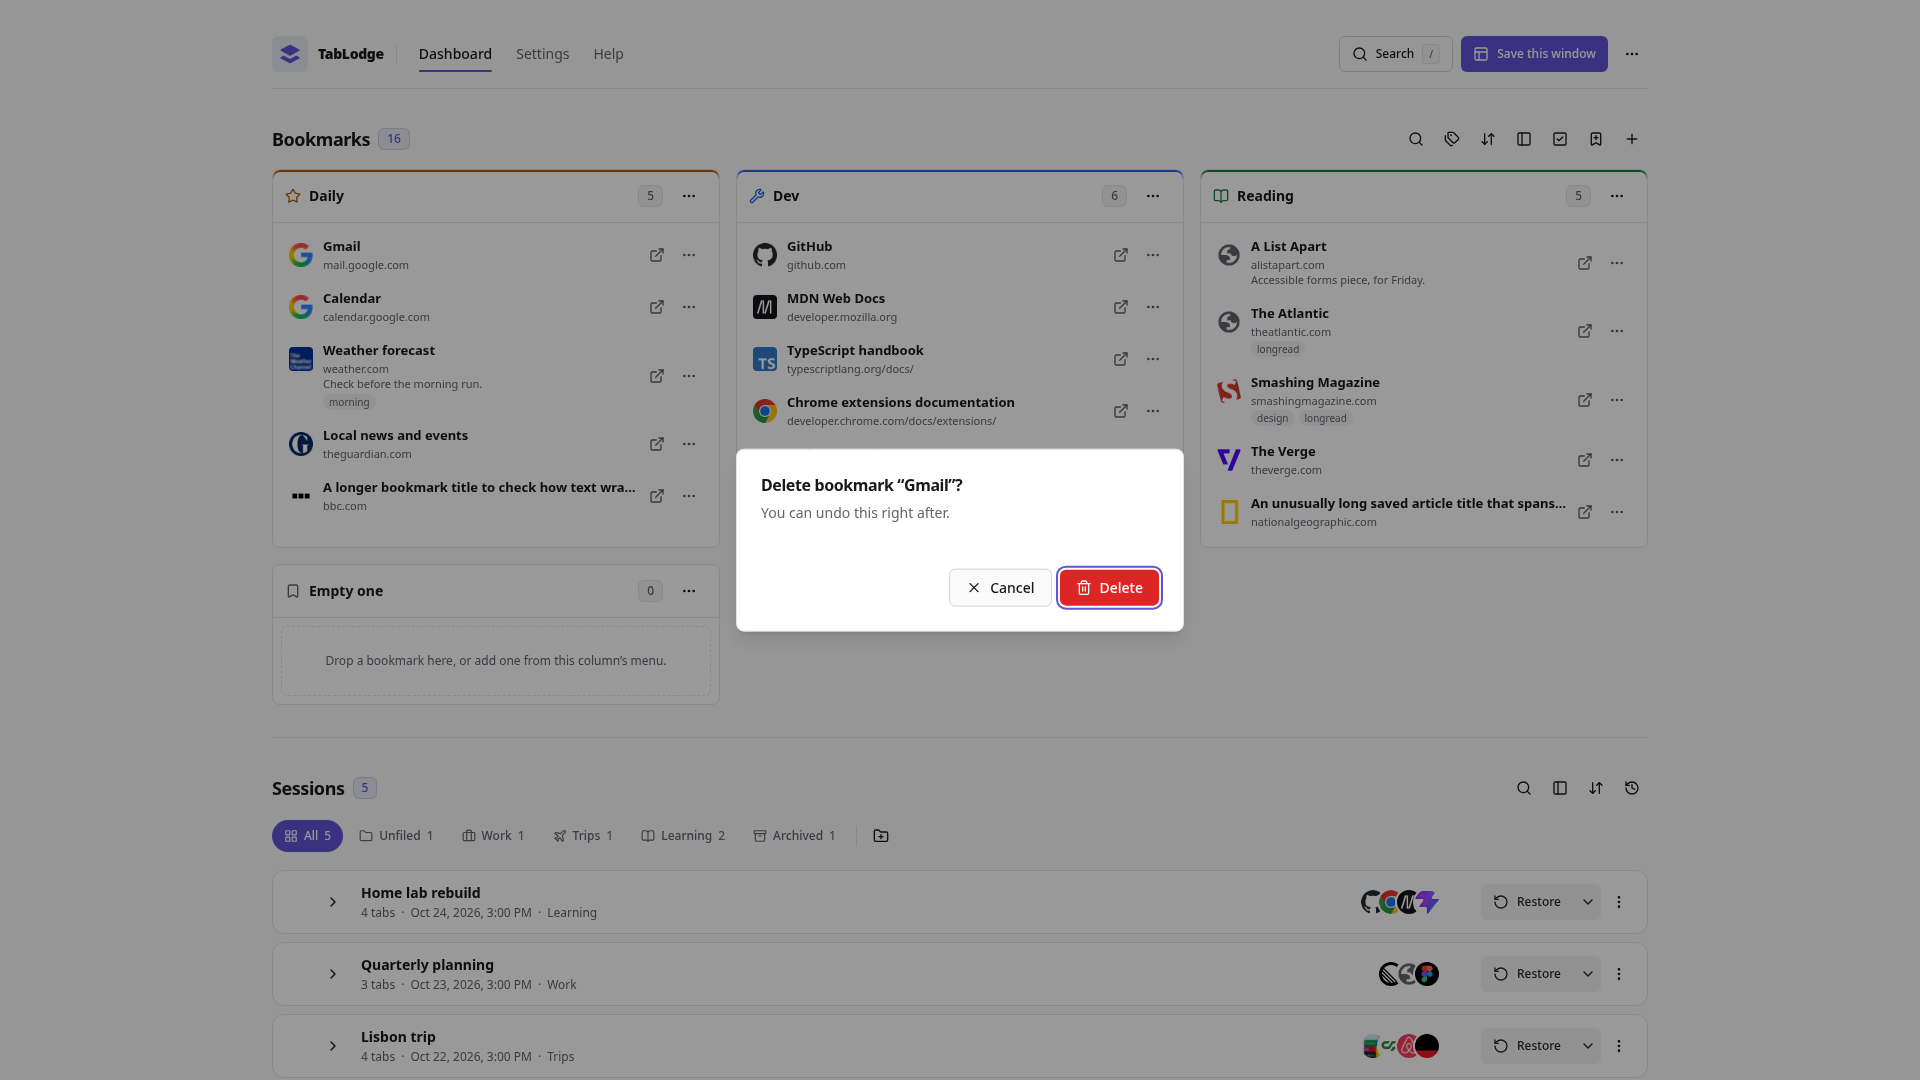 TabLodge
Dashboard
Settings
Help
Search /
Save this window
Bookmarks 16
Daily 5
Gmail
mail.google.com
Calendar
calendar.google.com
Weather forecast
weather.com
Check before the morning run.
morning
Local news and events
theguardian.com
A longer bookmark title to check how text wra...
bbc.com
Dev 6
GitHub
github.com
MDN Web Docs
developer.mozilla.org
TypeScript handbook
typescriptlang.org/docs/
Chrome extensions documentation
developer.chrome.com/docs/extensions/
Reading 5
A List Apart
alistapart.com
Accessible forms piece, for Friday.
The Atlantic
theatlantic.com
longread
Smashing Magazine
smashingmagazine.com
design longread
The Verge
theverge.com
An unusually long saved article title that spans...
nationalgeographic.com
Delete bookmark “Gmail”?
You can undo this right after.
Cancel
Delete
Empty one 0
Drop a bookmark here, or add one from this column’s menu.
Sessions 5
All 5
Unfiled 1
Work 1
Trips 1
Learning 2
Archived 1
Home lab rebuild
4 tabs · Oct 24, 2026, 3:00 PM · Learning
Restore
Quarterly planning
3 tabs · Oct 23, 2026, 3:00 PM · Work
Restore
Lisbon trip
4 tabs · Oct 22, 2026, 3:00 PM · Trips
Restore